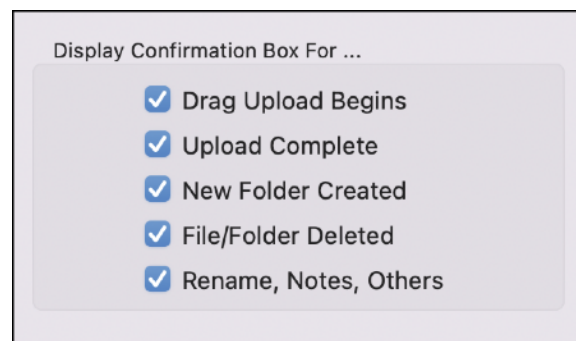 Display Confirmation Box For ...
Drag Upload Begins
Upload Complete
New Folder Created
File/Folder Deleted
Rename, Notes, Others